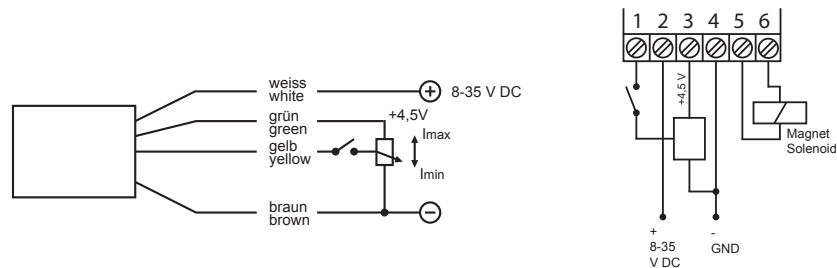 weiss
white
8-35 V DC
grün
green
+4,5V
Imax
gelb
yellow
Imin
braun
brown
1 2 3 4 5 6
+4,5 V
Magnet
Solenoid
+
8-35
V DC
-
GND